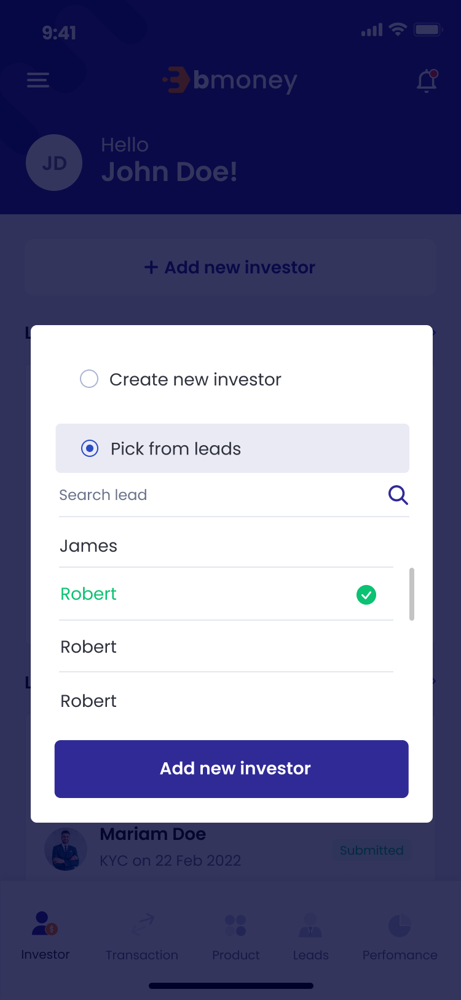 9:41
bmoney
JD
Hello
John Doe!
+ Add new investor
L
Create new investor
Pick from leads
Search lead
James
Robert
Robert
L
Robert
Add new investor
Mariam Doe
KYC on 22 Feb 2022
Submitted
$
Investor
Transaction
Product
Leads
Perfomance